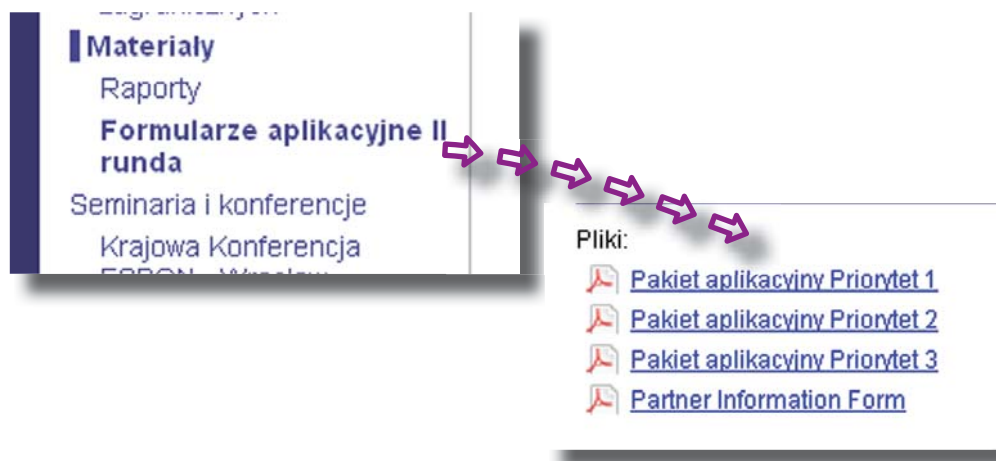 Materiały
Raporty
Formularze aplikacyjne II
runda
Seminaria i konferencje
Krajowa Konferencja
Pliki:
Pakiet aplikacyjny Priorytet 1
Pakiet aplikacyjny Priorytet 2
Pakiet aplikacyjny Priorytet 3
Partner Information Form